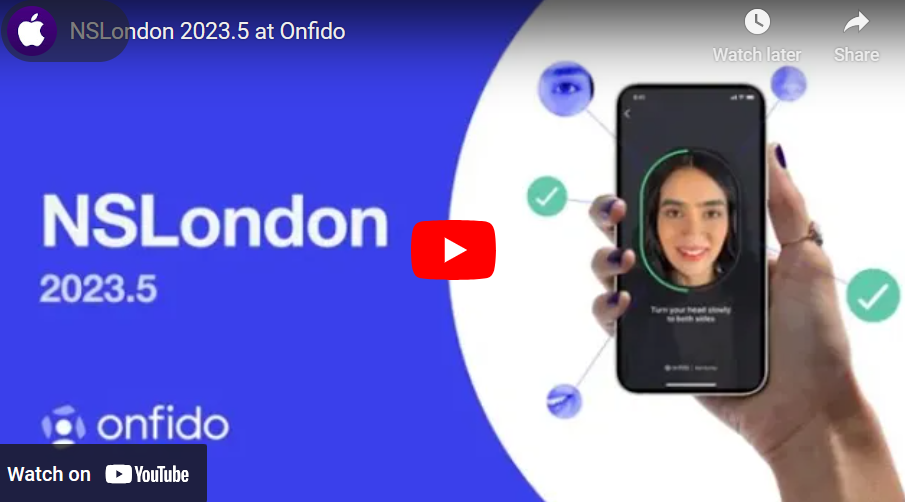 NSLondon 2023.5 at Onfido
Watch later
Share
NSLondon
2023.5
Turn your head slowly
to both sides
onfido
onfido
Watch on YouTube